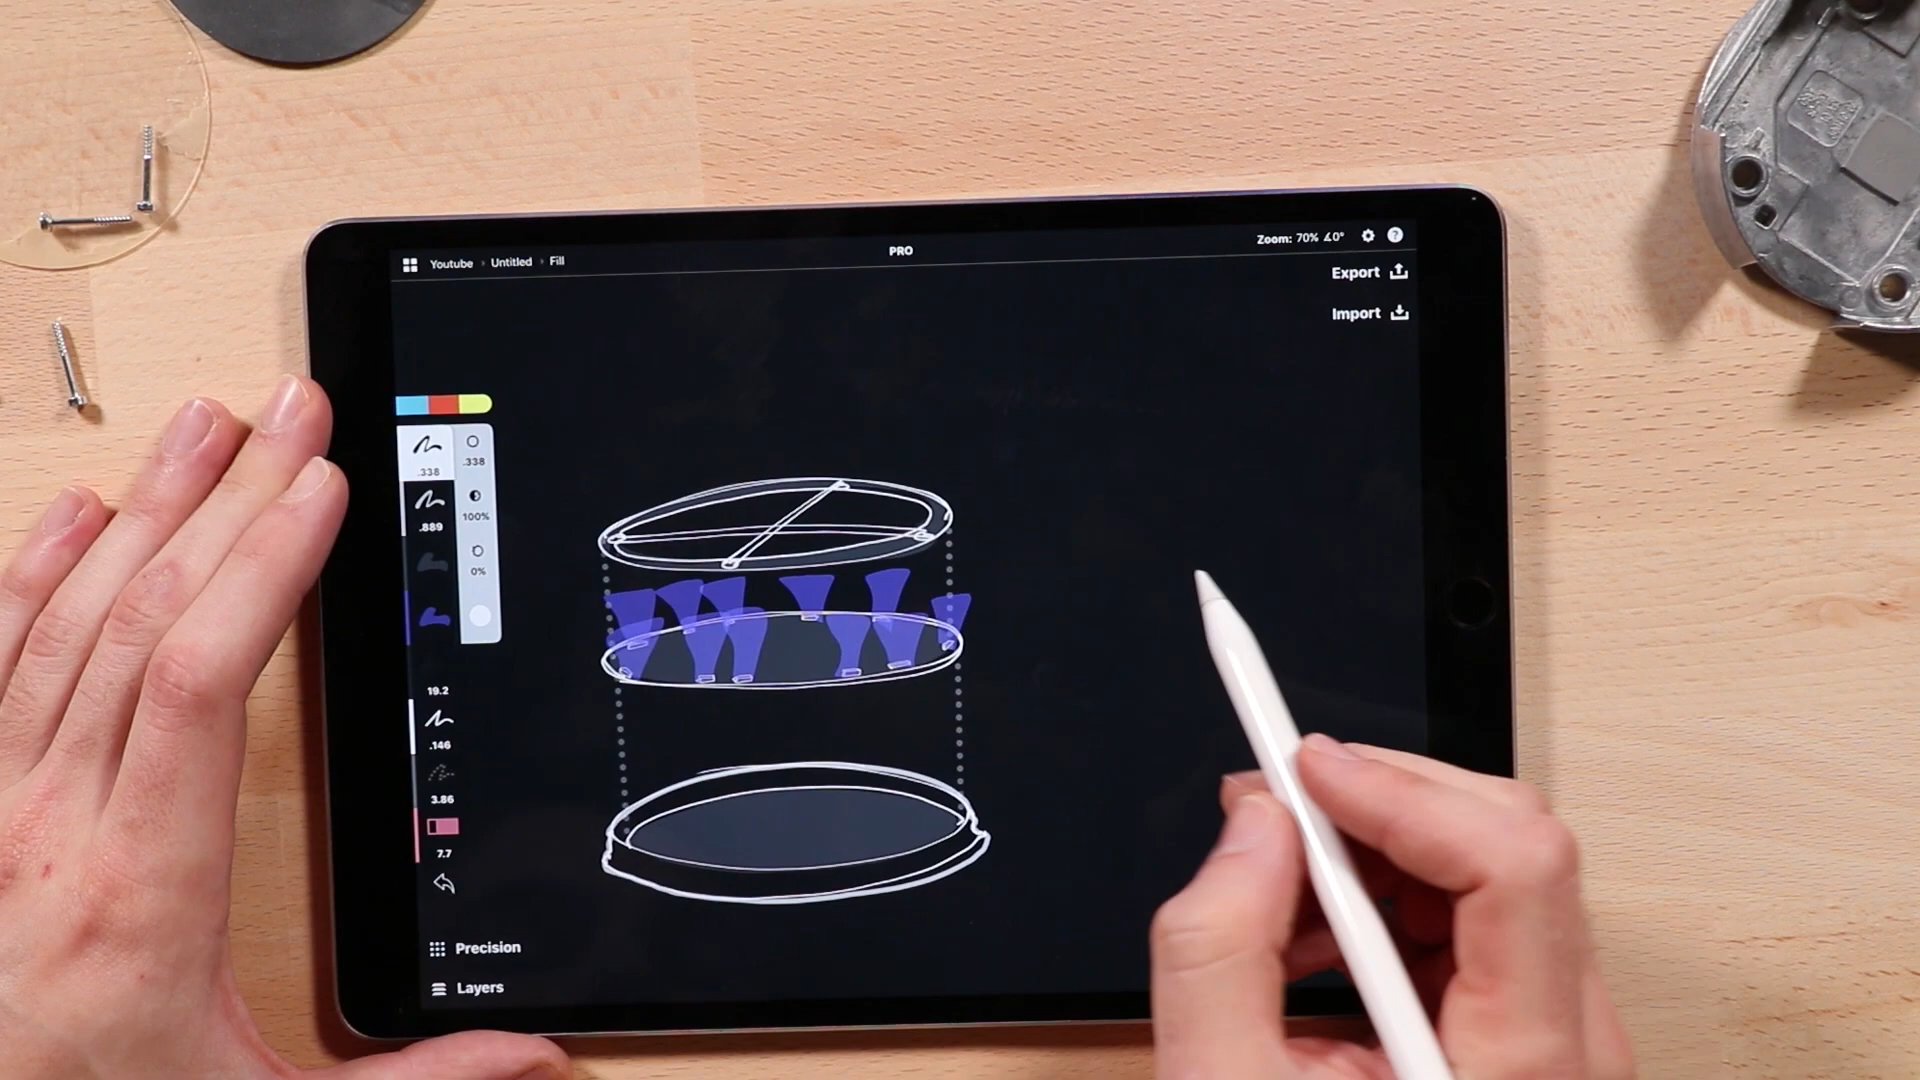 Youtube › Untitled › Fill
PRO
Zoom: 70% ∡0°
Export
Import
.338
.338
100%
.889
0%
19.2
.146
3.86
7.7
Precision
Layers